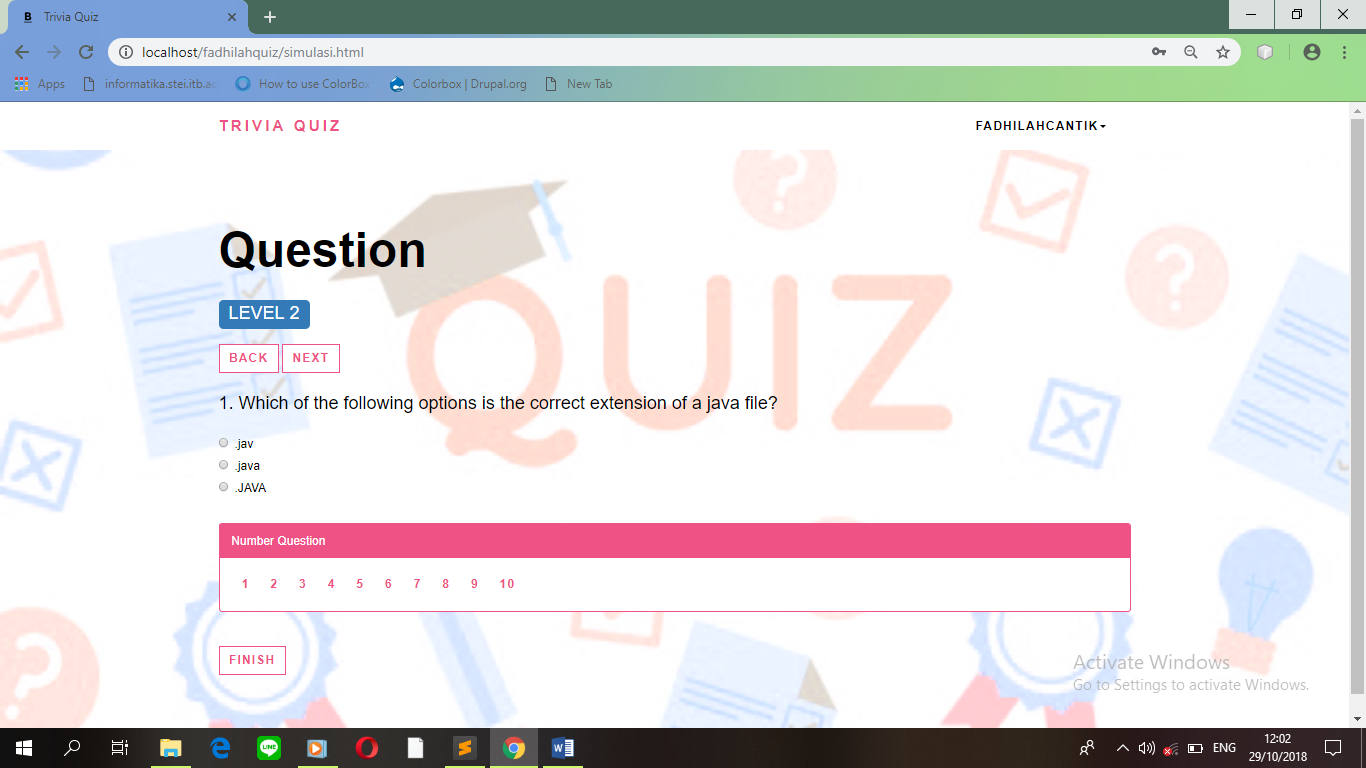 Trivia Quiz
localhost/fadhilahquiz/simulasi.html
Apps informatika.stei.itb.ac How to use ColorBox Colorbox | Drupal.org New Tab
TRIVIA QUIZ FADHILAHCANTIK
QUIZ
Question
LEVEL 2
BACK NEXT
1. Which of the following options is the correct extension of a java file?
.jav
.java
.JAVA
Number Question
1 2 3 4 5 6 7 8 9 10
FINISH
Activate Windows
Go to Settings to activate Windows.
ENG 12:02
29/10/2018